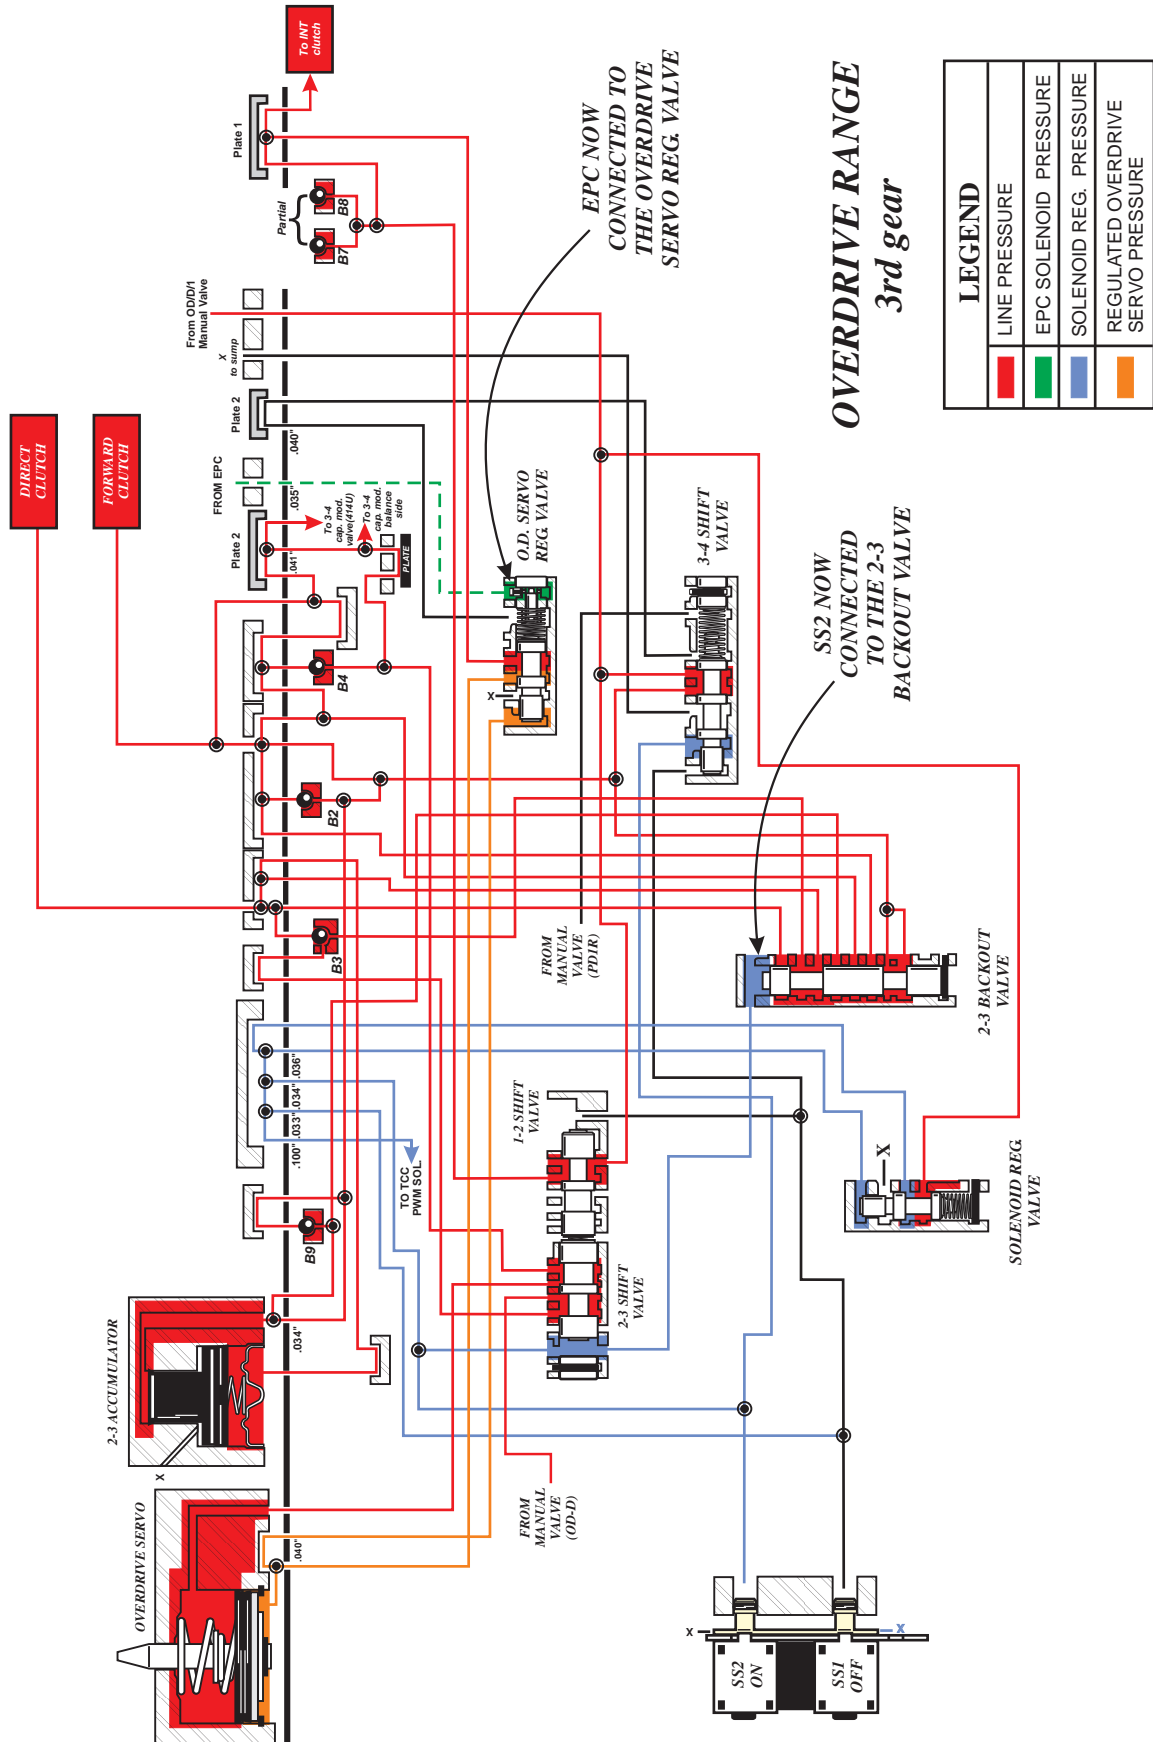 To INT
clutch
Plate 1
Partial
B8
B7
From OD/D/1
Manual Valve
X
to sump
Plate 2
.040"
DIRECT
CLUTCH
FORWARD
CLUTCH
FROM EPC
.035"
Plate 2
.041"
To 3-4
cap. mod.
valve(414U)
To 3-4
cap. mod.
balance
side
PLATE
B4
B2
B3
EPC NOW
CONNECTED TO
THE OVERDRIVE
SERVO REG. VALVE
O.D. SERVO
REG. VALVE
X
3-4 SHIFT
VALVE
SS2 NOW
CONNECTED
TO THE 2-3
BACKOUT VALVE
OVERDRIVE RANGE
3rd gear
LEGEND
LINE PRESSURE
EPC SOLENOID PRESSURE
SOLENOID REG. PRESSURE
REGULATED OVERDRIVE
SERVO PRESSURE
FROM
MANUAL
VALVE
(PDIR)
2-3 BACKOUT
VALVE
.036"
.034"
.033"
.100"
TO TCC
PWM SOL.
B9
1-2 SHIFT
VALVE
2-3 SHIFT
VALVE
X
SOLENOID REG.
VALVE
2-3 ACCUMULATOR
X
.034"
OVERDRIVE SERVO
.040"
FROM
MANUAL
VALVE
(OD-D)
X
X
SS2
ON
SS1
OFF